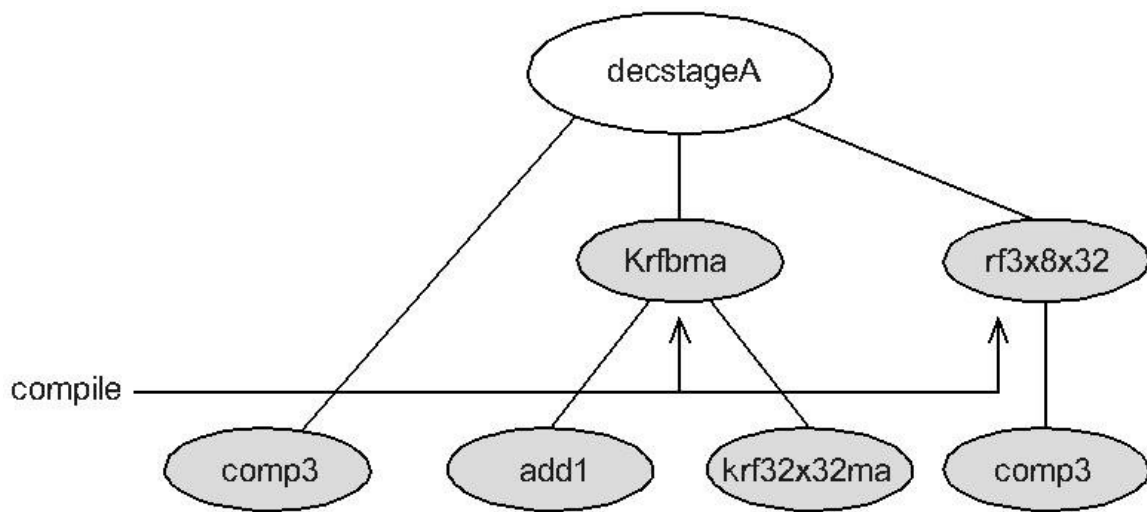 decstageA
Krfbma
rf3x8x32
compile
comp3
add1
krf32x32ma
comp3